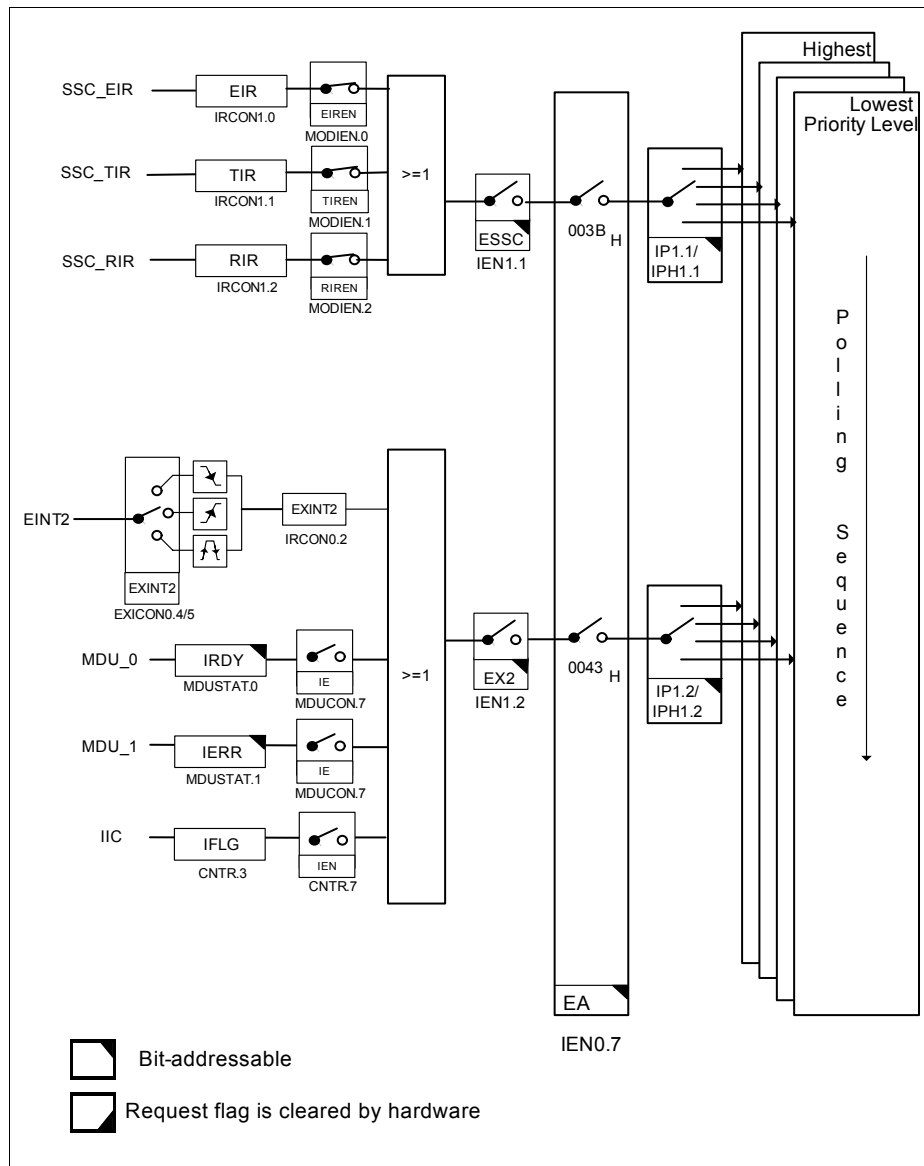 Highest
Lowest
Priority Level
SSC_EIR
EIR
IRCON1.0
EIREN
MODIEN.0
SSC_TIR
TIR
IRCON1.1
TIREN
MODIEN.1
SSC_RIR
RIR
IRCON1.2
RIREN
MODIEN.2
>=1
ESSC
IEN1.1
003B H
IP1.1/
IPH1.1
EINT2
EXINT2
EXICON0.4/5
EXINT2
IRCON0.2
MDU_0
IRDY
MDUSTAT.0
IE
MDUCON.7
MDU_1
IERR
MDUSTAT.1
IE
MDUCON.7
IIC
IFLG
CNTR.3
IEN
CNTR.7
>=1
EX2
IEN1.2
0043 H
IP1.2/
IPH1.2
Polling Sequence
EA
IEN0.7
Bit-addressable
Request flag is cleared by hardware